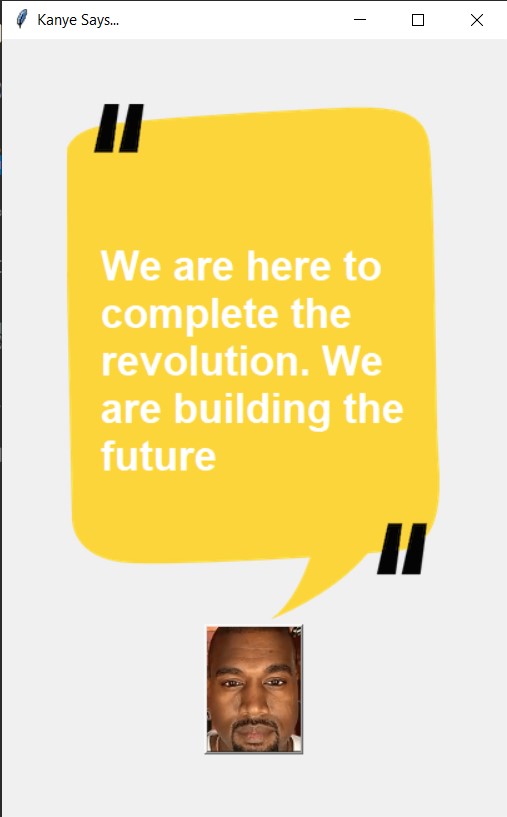 Kanye Says...
"
We are here to
complete the
revolution. We
are building the
future
"